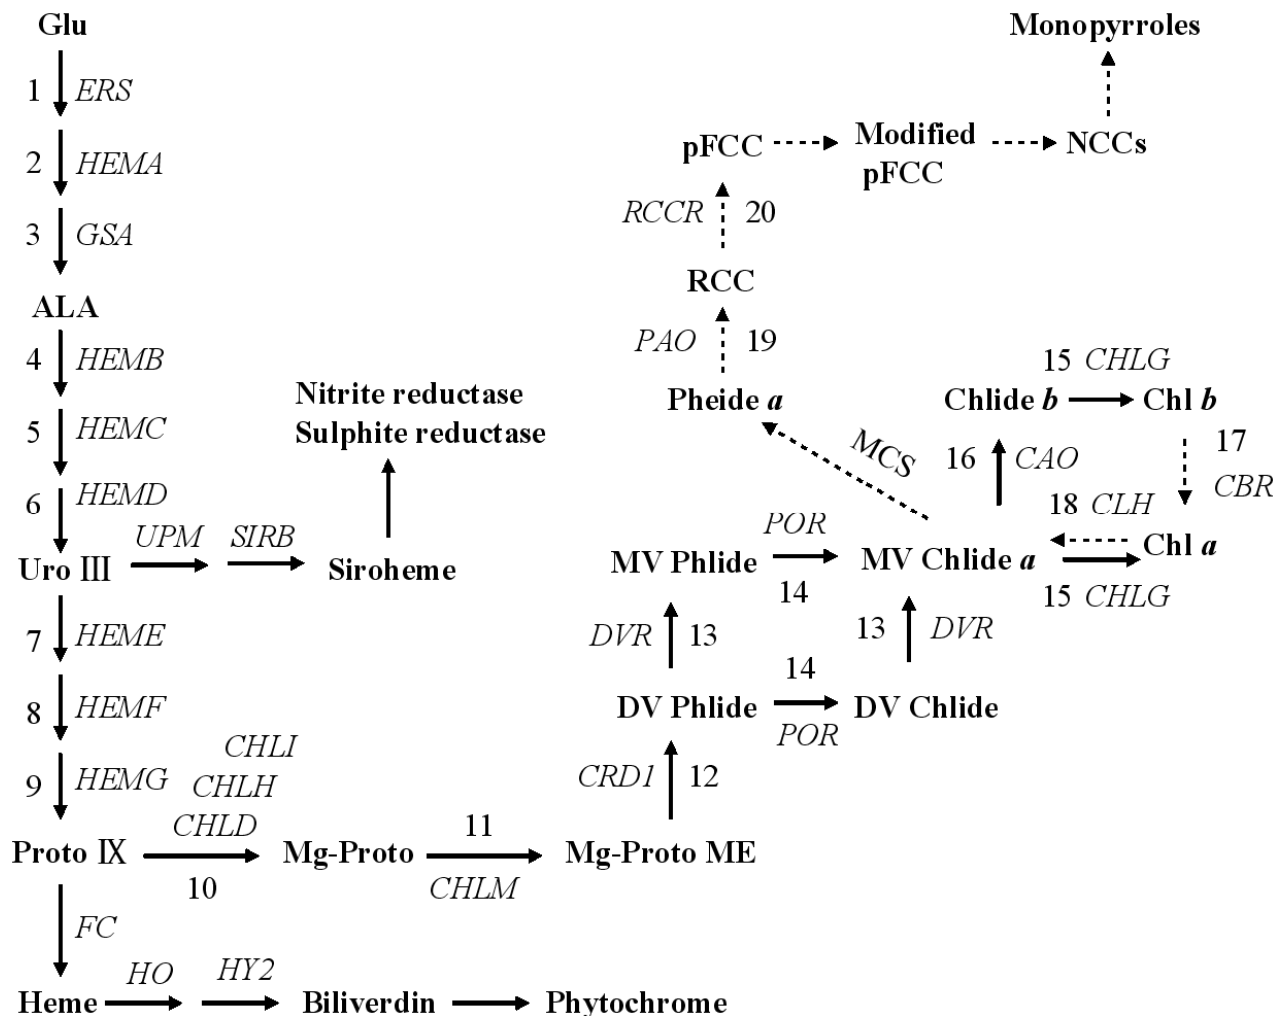 Glu
1 ERS
2 HEMA
3 GSA
ALA
4 HEMB
5 HEMC
6 HEMD
Uro III
UPM SIRB
Siroheme
Nitrite reductase
Sulphite reductase
7 HEME
8 HEMF
9 HEMG
Proto IX
CHLI
CHLH
CHLD
10
Mg-Proto
11
CHLM
Mg-Proto ME
FC
Heme
HO HY2
Biliverdin
Phytochrome
CRD1 12
DV Phlide
14
POR
DV Chlide
DVR 13
13 DVR
MV Phlide
POR
14
MV Chlide a
MCS
Pheide a
PAO 19
RCC
RCCR 20
pFCC
Modified
pFCC
NCCs
Monopyrroles
16 CAO
Chlide b
15 CHLG
Chl b
17
CBR
18 CLH
Chl a
15 CHLG